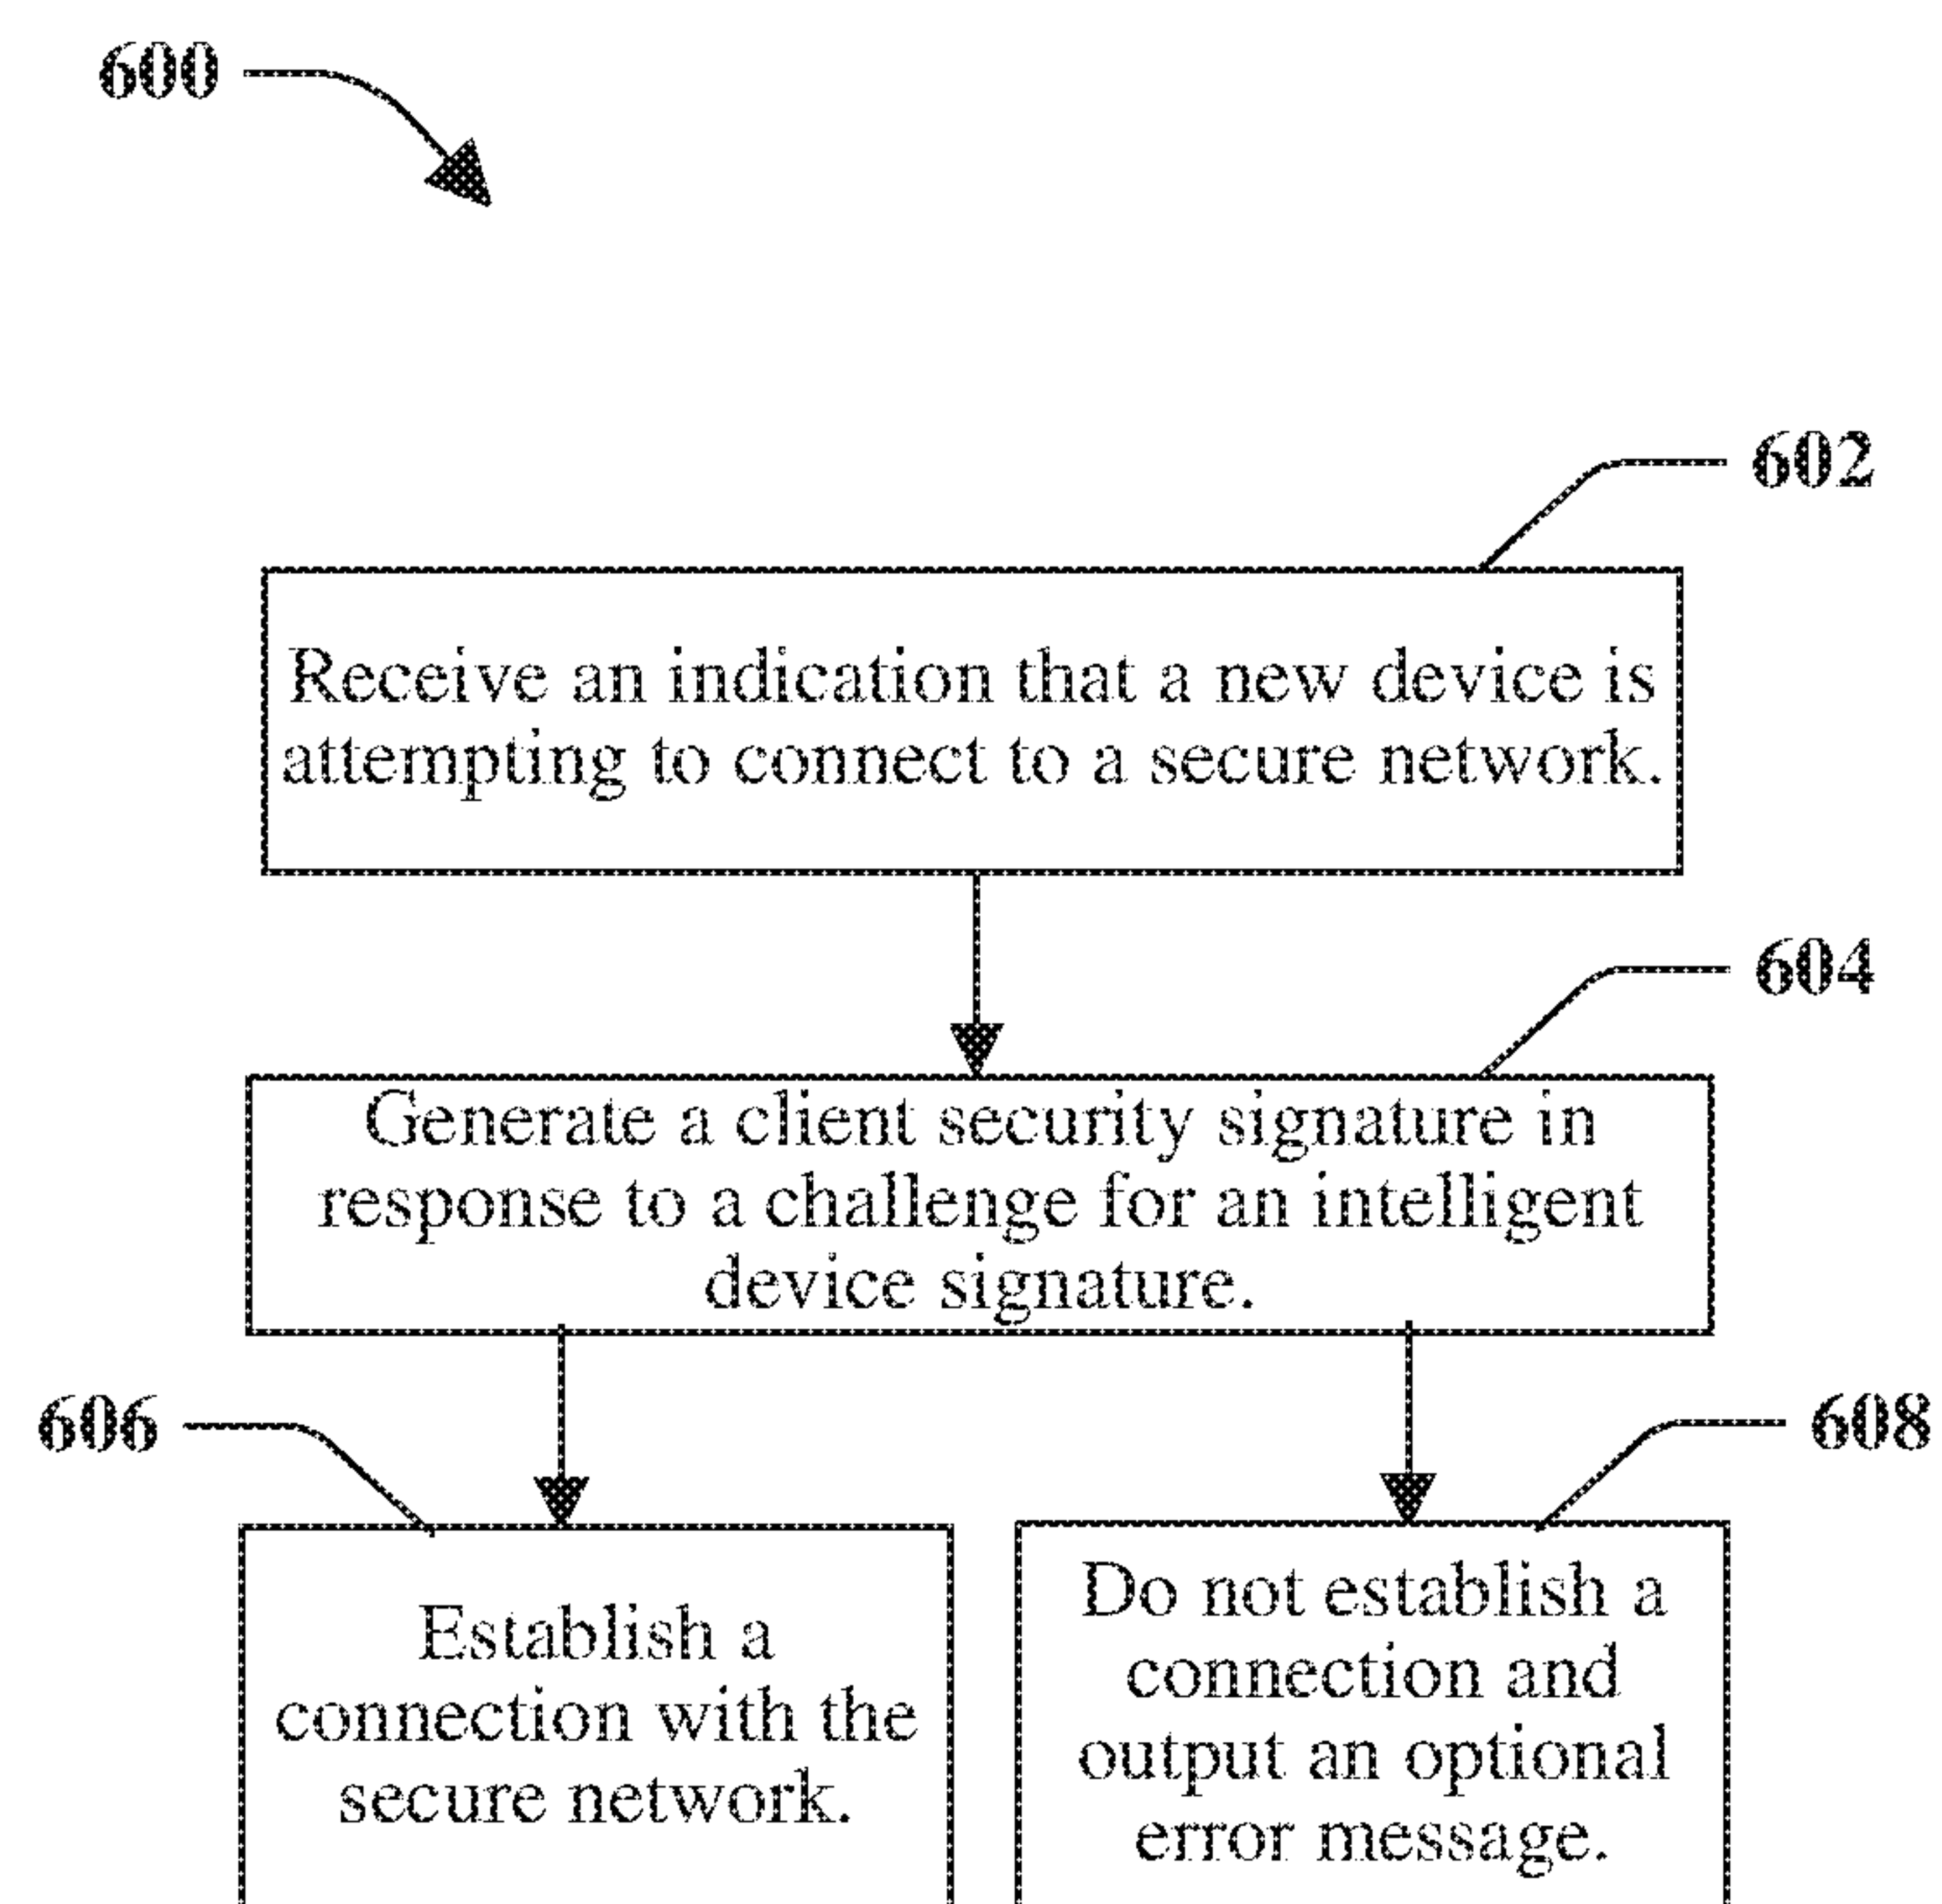 600
602
Receive an indication that a new device is
attempting to connect to a secure network.
604
Generate a client security signature in
response to a challenge for an intelligent
device signature.
606
608
Establish a
connection with the
secure network.
Do not establish a
connection and
output an optional
error message.